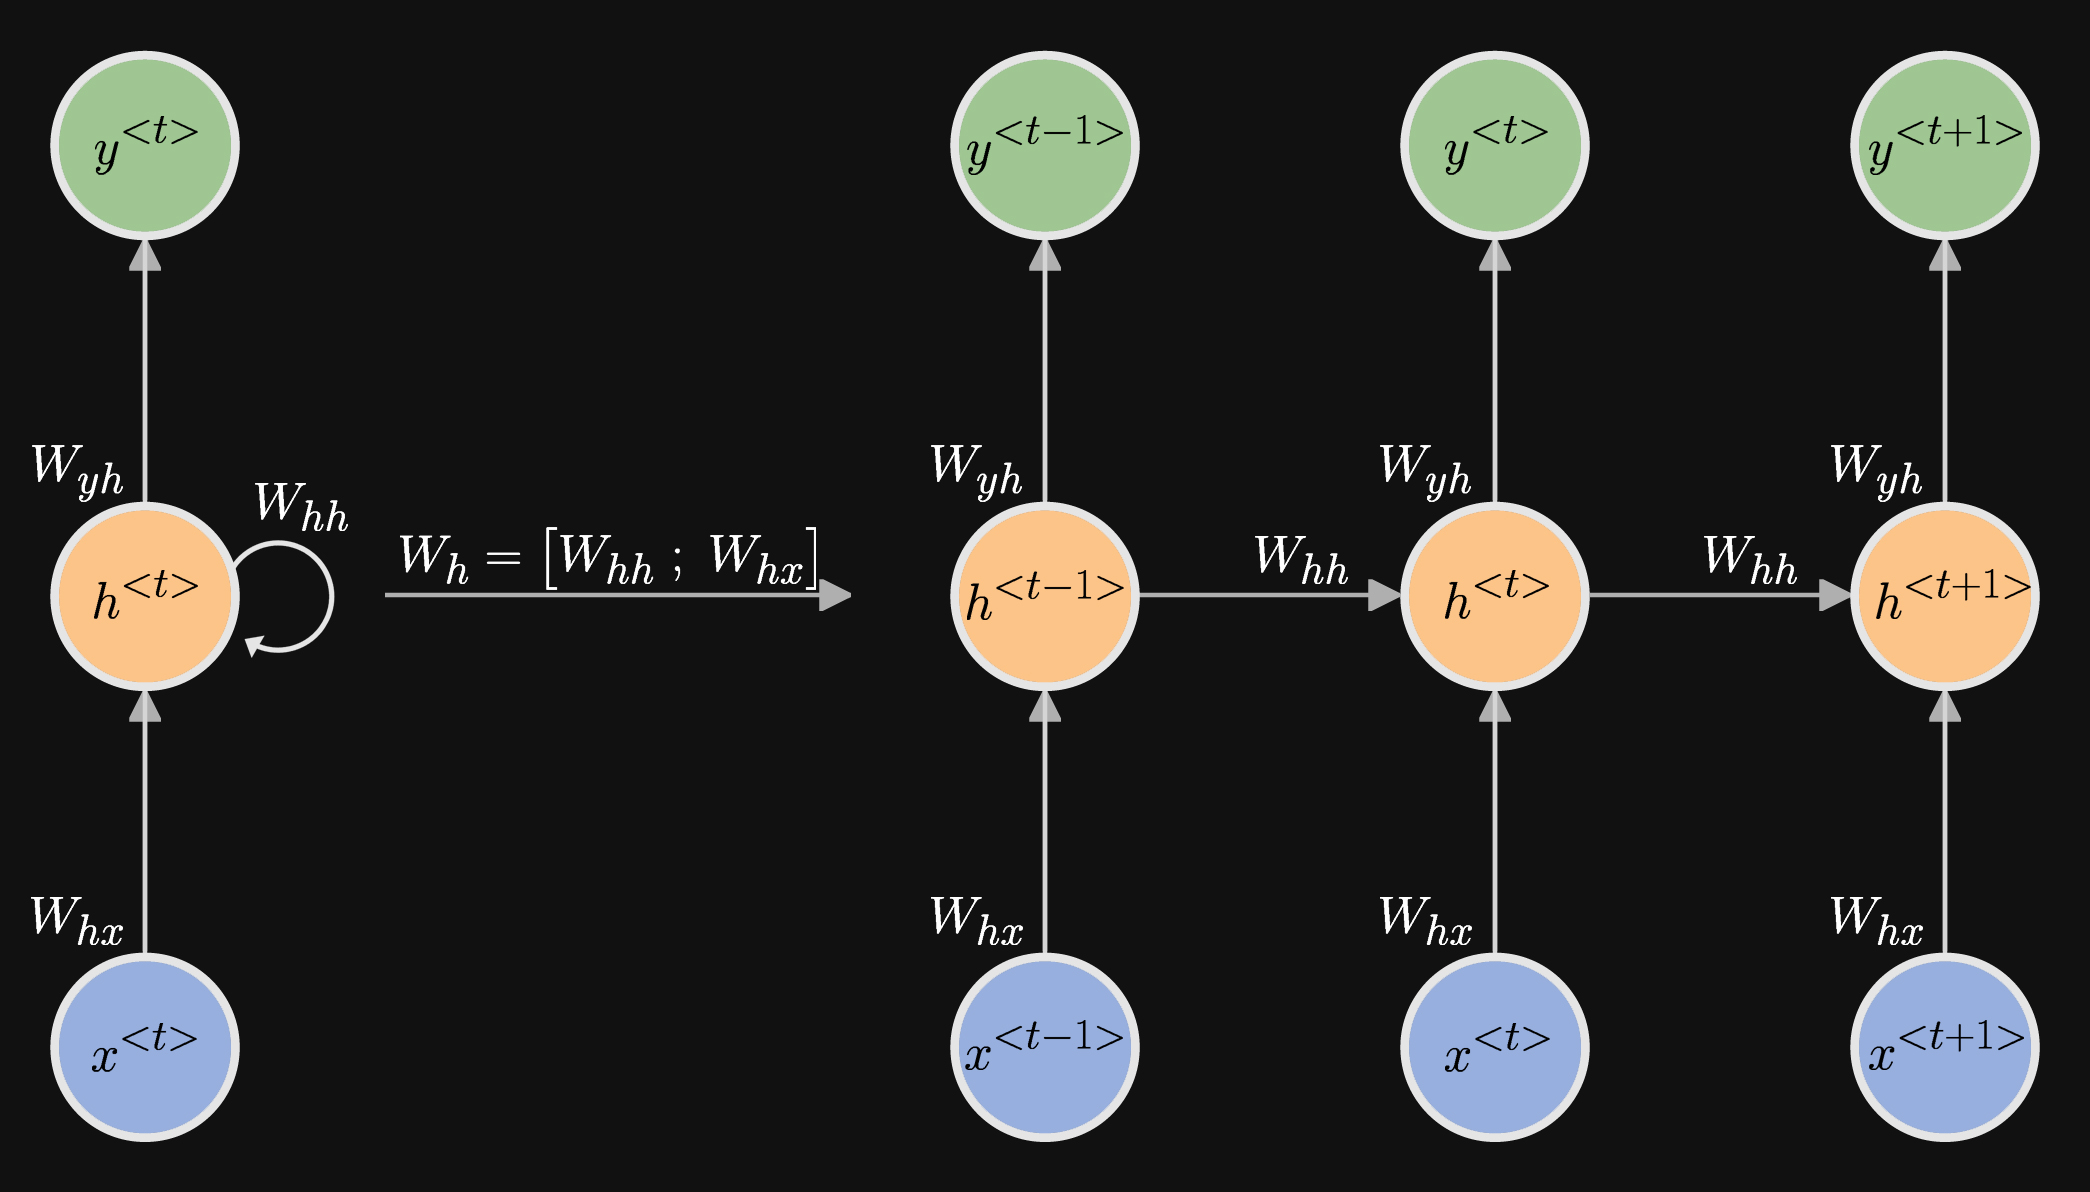 y^{<t>} y^{<t-1>} y^{<t>} y^{<t+1>}
W_{yh} W_{yh} W_{yh} W_{yh}
W_{hh}
W_h = [W_{hh} ; W_{hx}] W_{hh} W_{hh}
h^{<t>} h^{<t-1>} h^{<t>} h^{<t+1>}
W_{hx} W_{hx} W_{hx} W_{hx}
x^{<t>} x^{<t-1>} x^{<t>} x^{<t+1>}